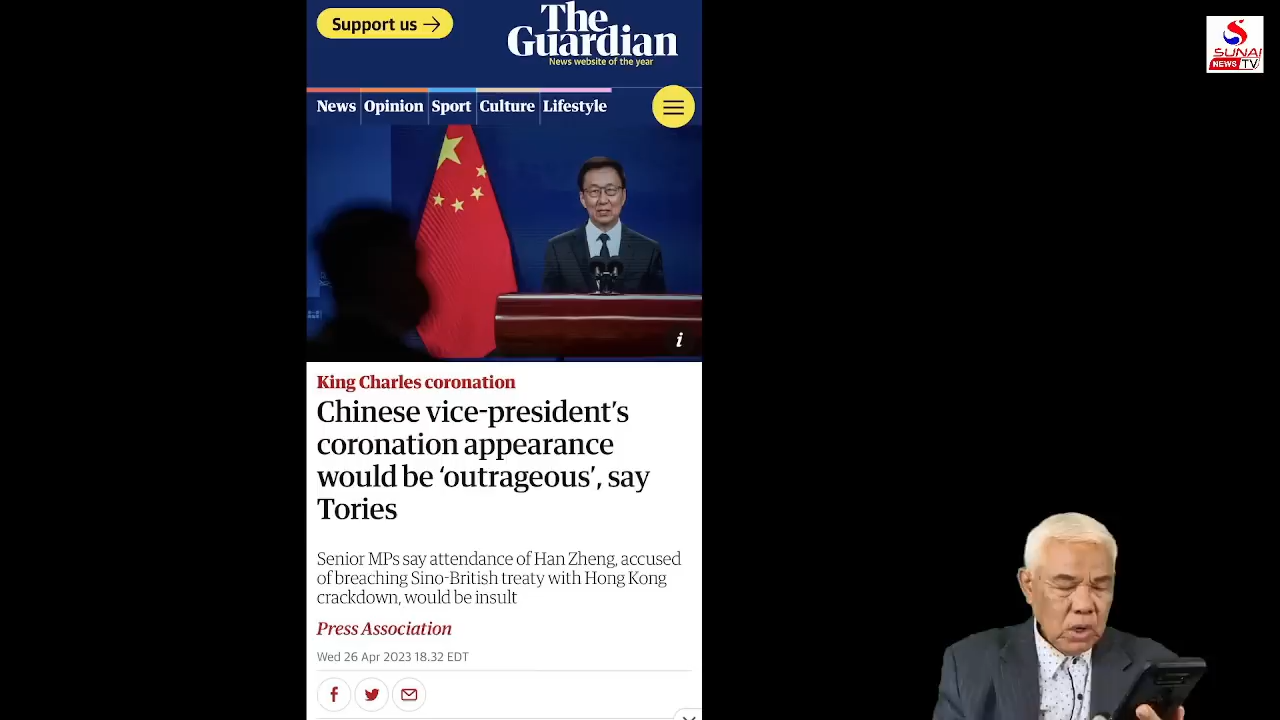 Support us →
The
Guardian
News website of the year
News
Opinion
Sport
Culture
Lifestyle
i
King Charles coronation
Chinese vice-president’s
coronation appearance
would be ‘outrageous’, say
Tories
Senior MPs say attendance of Han Zheng, accused
of breaching Sino-British treaty with Hong Kong
crackdown, would be insult
Press Association
Wed 26 Apr 2023 18.32 EDT
S
SUNAI
NEWS TV